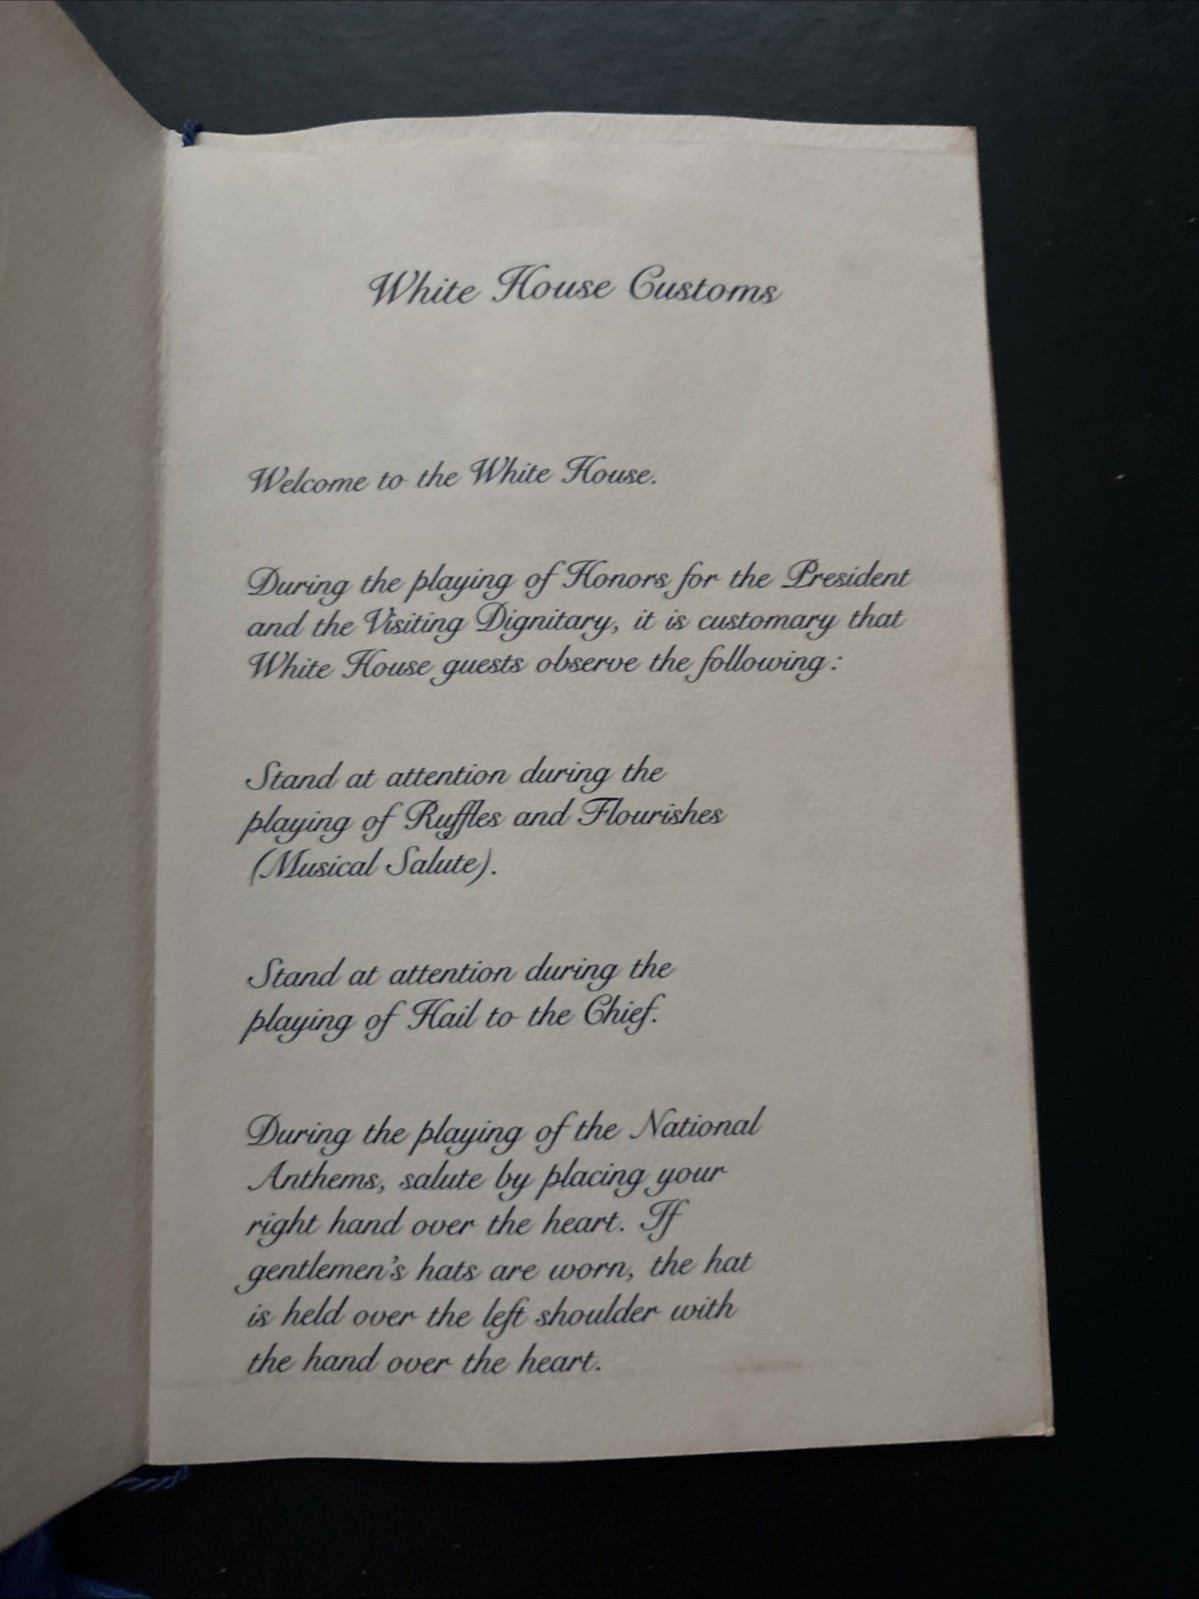 White House Customs
Welcome to the White House.
During the playing of Honors for the President
and the Visiting Dignitary, it is customary that
White House guests observe the following:
Stand at attention during the
playing of Ruffles and Flourishes
(Musical Salute).
Stand at attention during the
playing of Hail to the Chief.
During the playing of the National
Anthems, salute by placing your
right hand over the heart. If
gentlemen's hats are worn, the hat
is held over the left shoulder with
the hand over the heart.